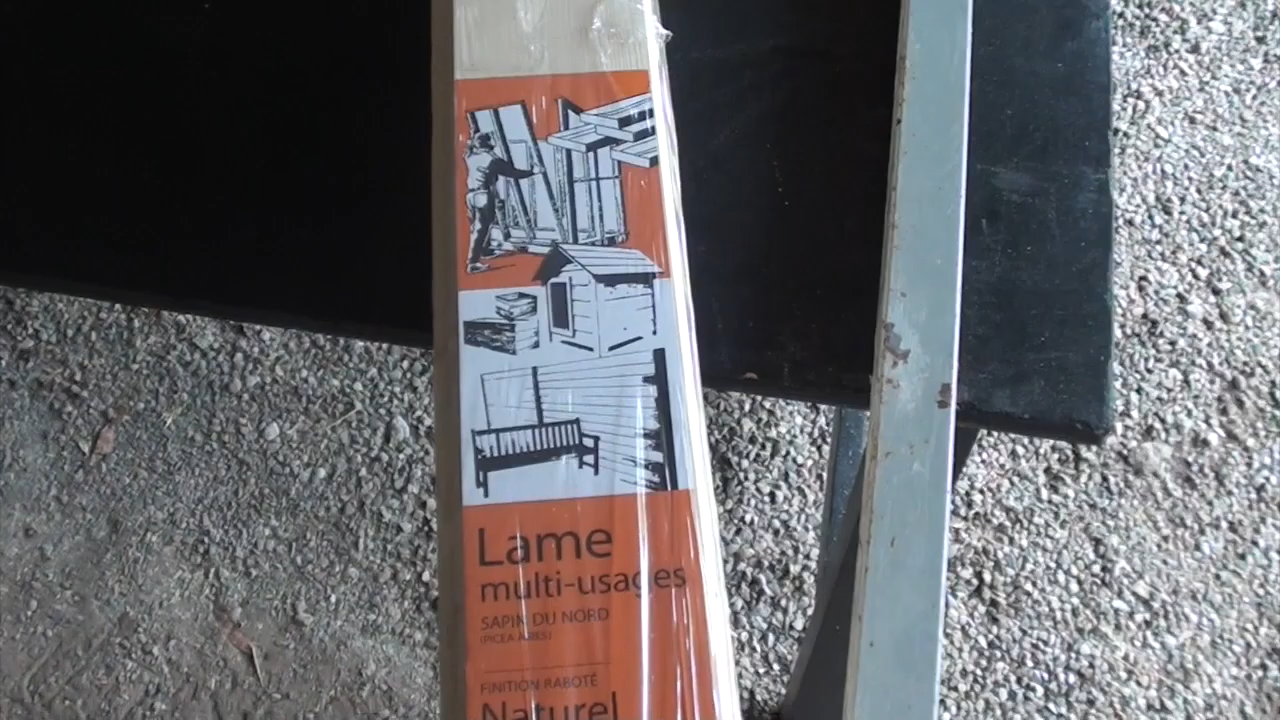 Lame
multi-usages
SAPIN DU NORD
(PICEA ABIES)
FINITION RABOTÉ
Naturel